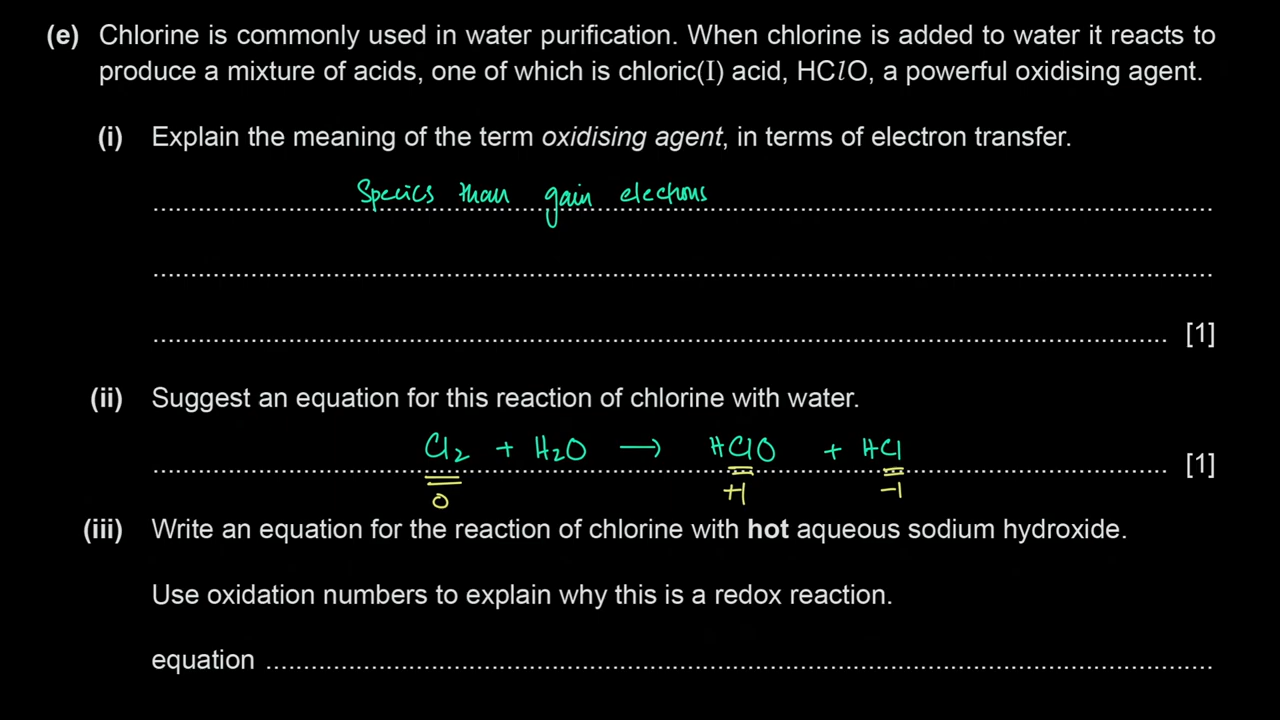 (e) Chlorine is commonly used in water purification. When chlorine is added to water it reacts to
produce a mixture of acids, one of which is chloric(I) acid, HClO, a powerful oxidising agent.
(i) Explain the meaning of the term oxidising agent, in terms of electron transfer.
Species than gain electrons
[1]
(ii) Suggest an equation for this reaction of chlorine with water.
Cl₂ + H₂O → HClO + HCl [1]
0 +1 -1
(iii) Write an equation for the reaction of chlorine with hot aqueous sodium hydroxide.
Use oxidation numbers to explain why this is a redox reaction.
equation